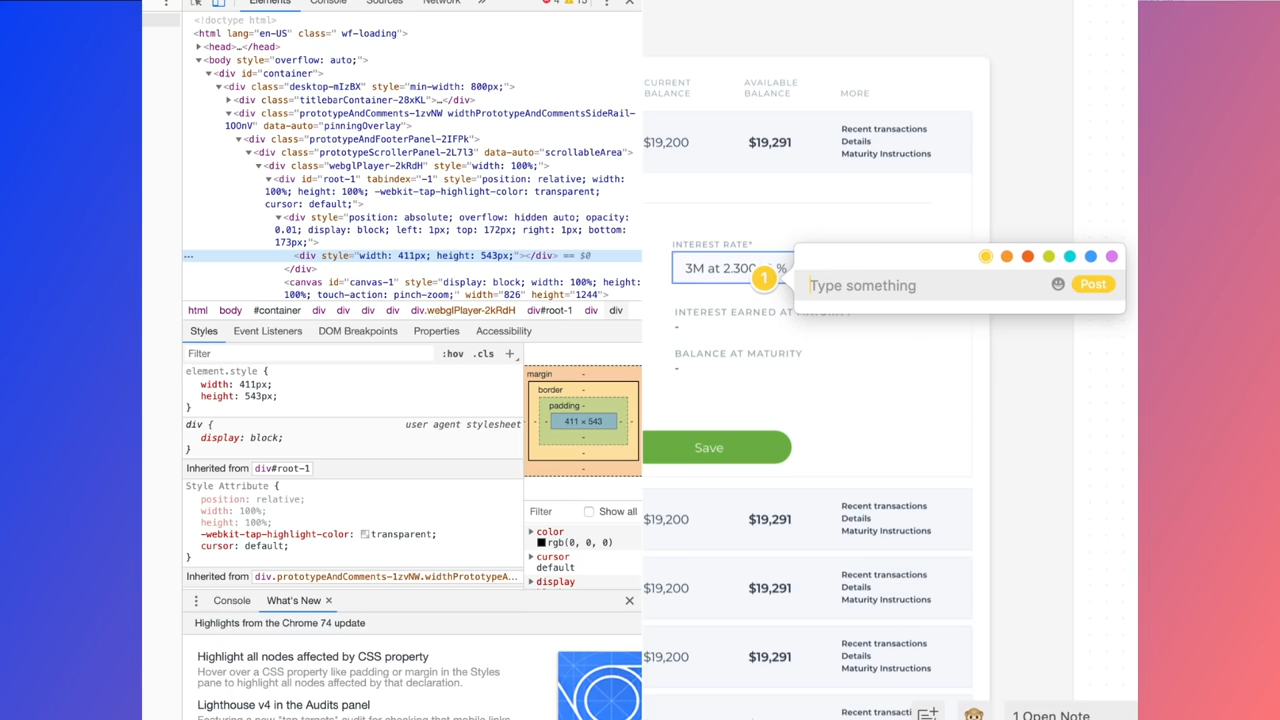 Elements
Console
Sources
Network
»
4
15
<!doctype html>
<html lang="en-US" class=" wf-loading">
<head>…</head>
<body style="overflow: auto;">
<div id="container">
<div class="desktop-mIzBX" style="min-width: 800px;">
<div class="titlebarContainer-28xKL">…</div>
<div class="prototypeAndComments-1zvNW widthPrototypeAndCommentsSideRail-
1OOnV" data-auto="pinningOverlay">
<div class="prototypeAndFooterPanel-2IFPk">
<div class="prototypeScrollerPanel-2L7l3" data-auto="scrollableArea">
<div class="webglPlayer-2kRdH" style="width: 100%;">
<div id="root-1" tabindex="-1" style="position: relative; width:
100%; height: 100%; -webkit-tap-highlight-color: transparent;
cursor: default;">
<div style="position: absolute; overflow: hidden auto; opacity:
0.01; display: block; left: 1px; top: 172px; right: 1px; bottom:
173px;">
… <div style="width: 411px; height: 543px;"></div> == $0
</div>
<canvas id="canvas-1" style="display: block; width: 100%; height:
100%; touch-action: pinch-zoom;" width="826" height="1244">
html body #container div div div div.webglPlayer-2kRdH div#root-1 div div
Styles Event Listeners DOM Breakpoints Properties Accessibility
Filter :hov .cls +
element.style {
width: 411px;
height: 543px;
}
div { user agent stylesheet
display: block;
}
Inherited from div#root-1
Style Attribute {
position: relative;
width: 100%;
height: 100%;
-webkit-tap-highlight-color: transparent;
cursor: default;
}
Inherited from div.prototypeAndComments-1zvNW.widthPrototypeA…
margin -
border -
padding -
- - 411 × 543 - -
-
-
-
Filter Show all
color
rgb(0, 0, 0)
cursor
default
display
Console What's New ×
Highlights from the Chrome 74 update
Highlight all nodes affected by CSS property
Hover over a CSS property like padding or margin in the Styles
pane to highlight all nodes affected by that declaration.
Lighthouse v4 in the Audits panel
CURRENT
BALANCE
AVAILABLE
BALANCE
MORE
$19,200 $19,291
Recent transactions
Details
Maturity Instructions
INTEREST RATE*
3M at 2.300 %
1
Type something
Post
INTEREST EARNED AT MATURITY
-
BALANCE AT MATURITY
-
Save
$19,200 $19,291
Recent transactions
Details
Maturity Instructions
$19,200 $19,291
Recent transactions
Details
Maturity Instructions
$19,200 $19,291
Recent transactions
Details
Maturity Instructions
Recent transacti
1 Open Note